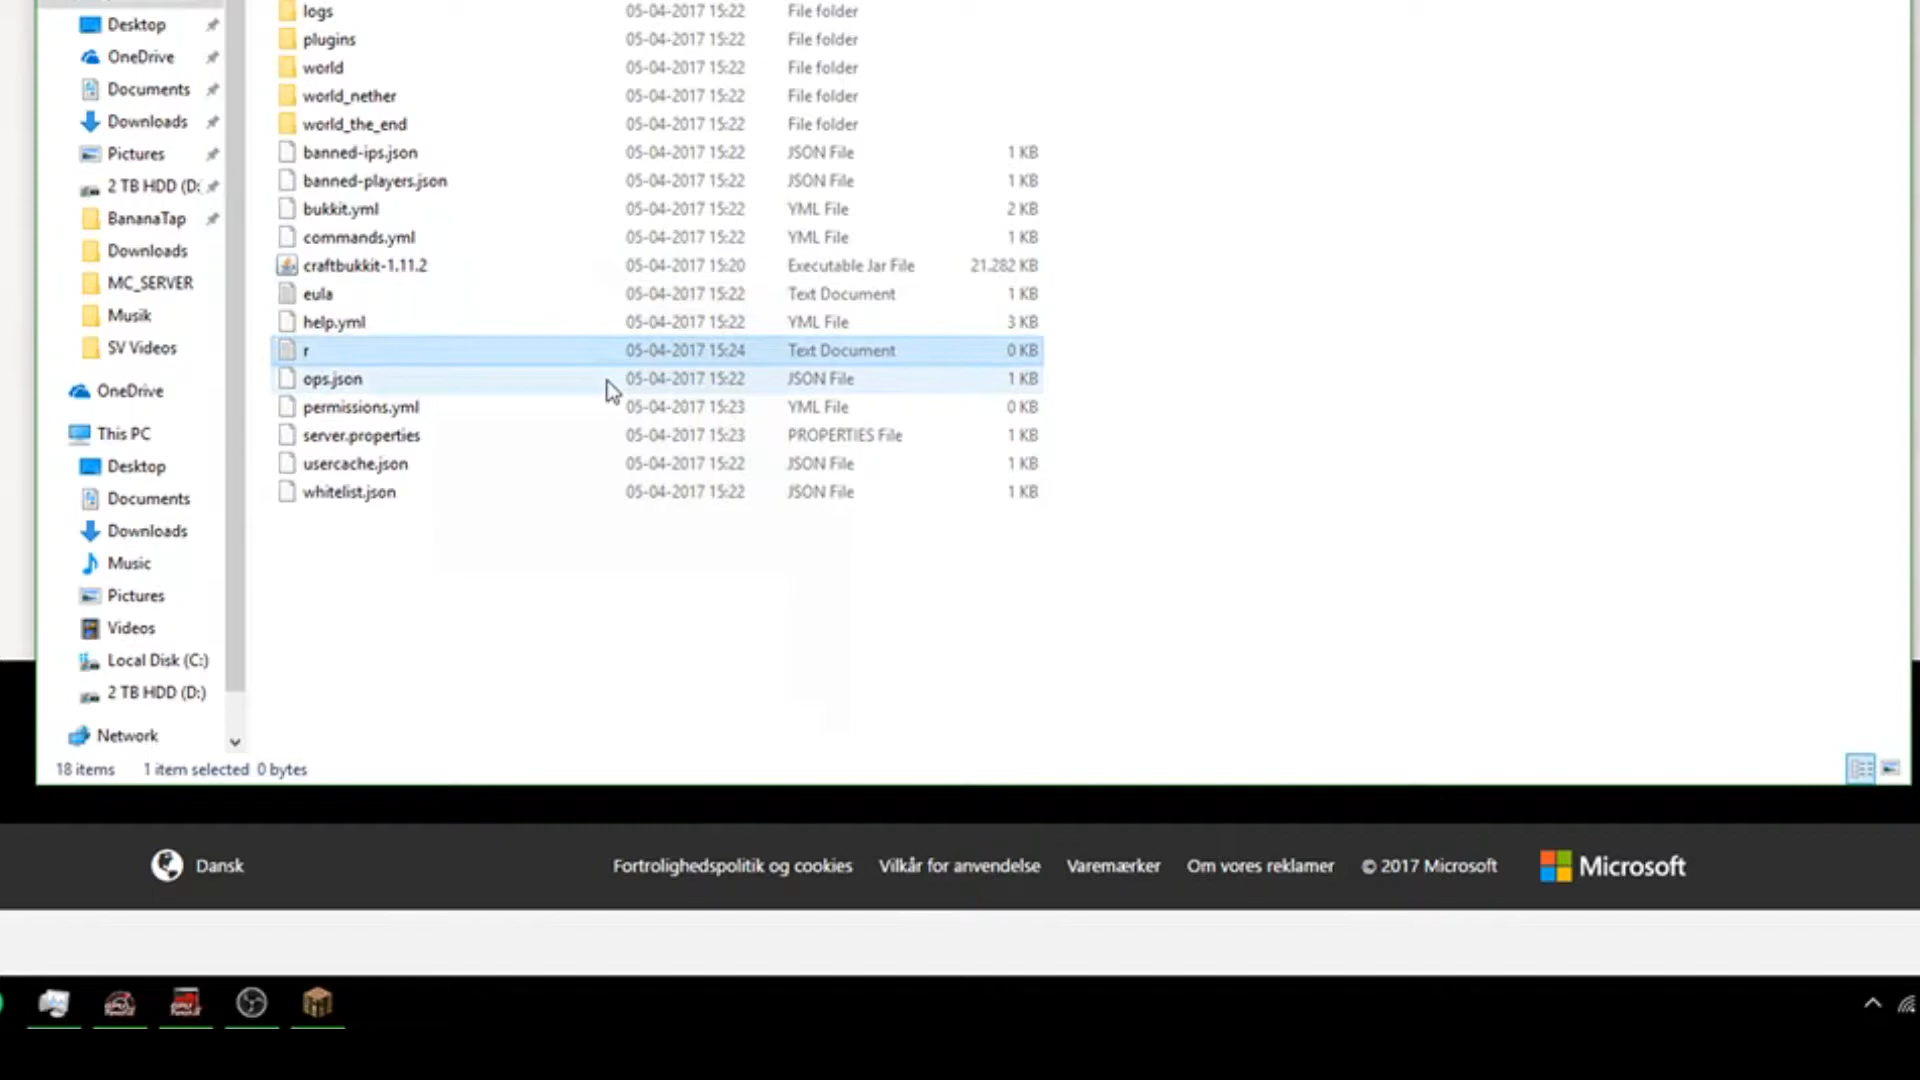 Desktop
OneDrive
Documents
Downloads
Pictures
2 TB HDD (D:
BananaTap
Downloads
MC_SERVER
Musik
SV Videos
OneDrive
This PC
Desktop
Documents
Downloads
Music
Pictures
Videos
Local Disk (C:)
2 TB HDD (D:)
Network
logs 05-04-2017 15:22 File folder
plugins 05-04-2017 15:22 File folder
world 05-04-2017 15:22 File folder
world_nether 05-04-2017 15:22 File folder
world_the_end 05-04-2017 15:22 File folder
banned-ips.json 05-04-2017 15:22 JSON File 1 KB
banned-players.json 05-04-2017 15:22 JSON File 1 KB
bukkit.yml 05-04-2017 15:22 YML File 2 KB
commands.yml 05-04-2017 15:22 YML File 1 KB
craftbukkit-1.11.2 05-04-2017 15:20 Executable Jar File 21.282 KB
eula 05-04-2017 15:22 Text Document 1 KB
help.yml 05-04-2017 15:22 YML File 3 KB
r 05-04-2017 15:24 Text Document 0 KB
ops.json 05-04-2017 15:22 JSON File 1 KB
permissions.yml 05-04-2017 15:23 YML File 0 KB
server.properties 05-04-2017 15:23 PROPERTIES File 1 KB
usercache.json 05-04-2017 15:22 JSON File 1 KB
whitelist.json 05-04-2017 15:22 JSON File 1 KB
18 items 1 item selected 0 bytes
Dansk Fortrolighedspolitik og cookies Vilkår for anvendelse Varemærker Om vores reklamer © 2017 Microsoft Microsoft